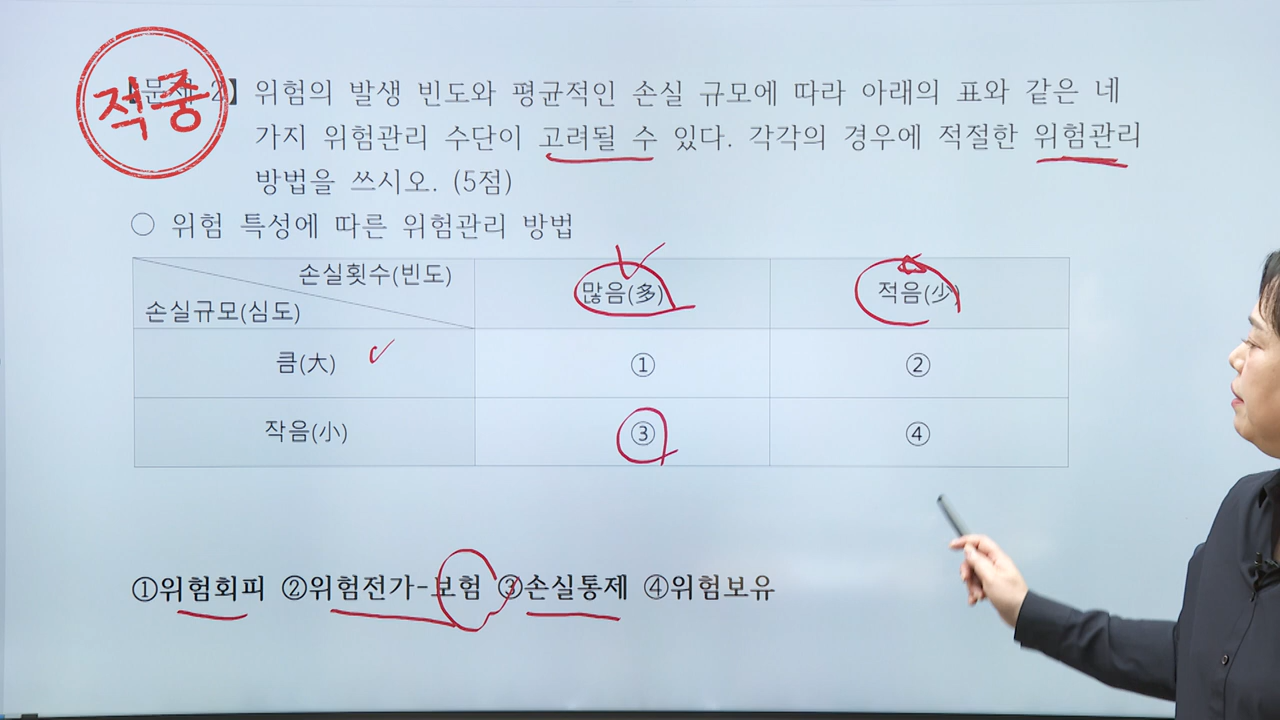 적중
【문제 2】 위험의 발생 빈도와 평균적인 손실 규모에 따라 아래의 표와 같은 네
가지 위험관리 수단이 고려될 수 있다. 각각의 경우에 적절한 위험관리
방법을 쓰시오. (5점)
○ 위험 특성에 따른 위험관리 방법
손실횟수(빈도)
손실규모(심도)
많음(多)
적음(少)
큼(大)
①
②
작음(小)
③
④
①위험회피 ②위험전가-보험 ③손실통제 ④위험보유